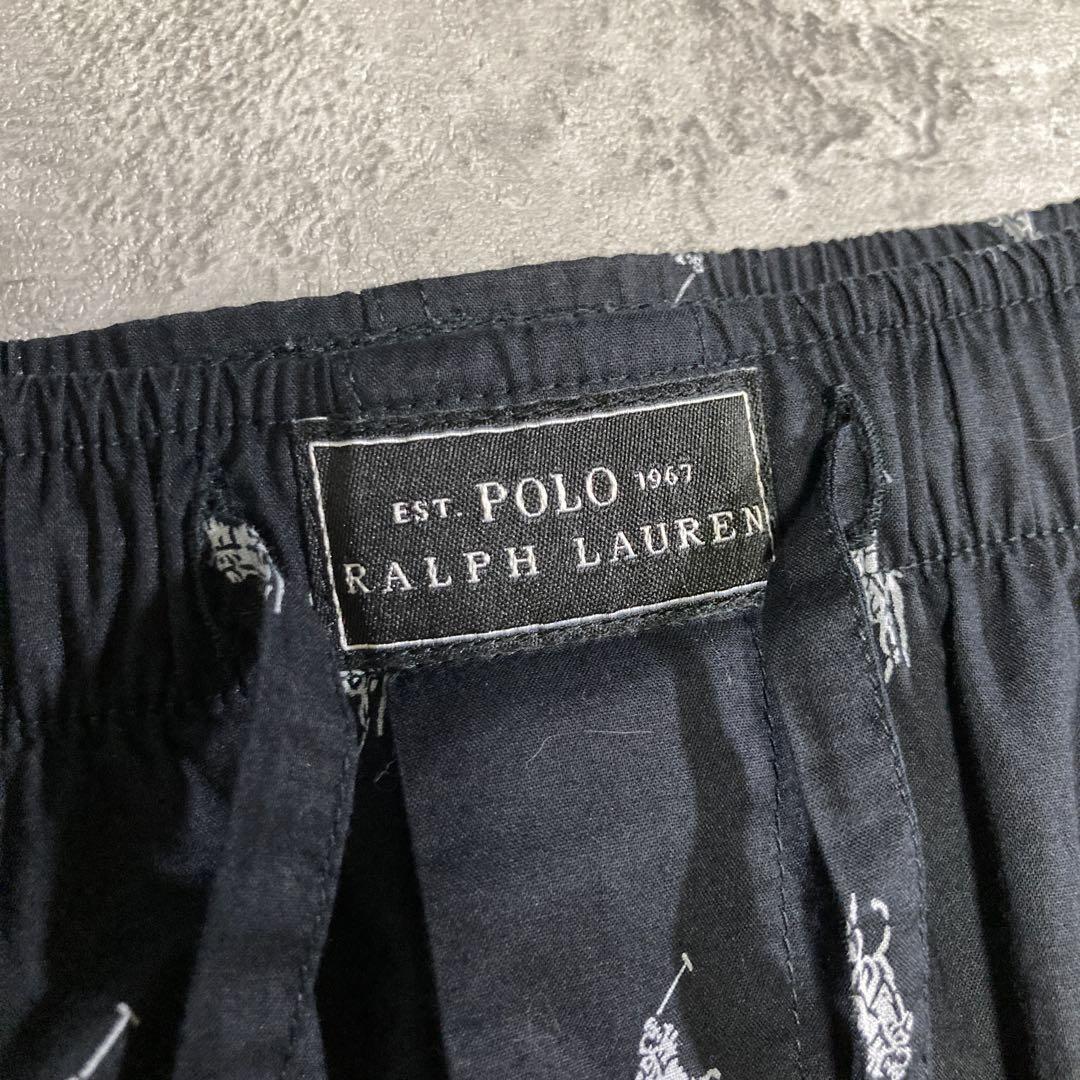 EST. POLO 1967
RALPH LAUREN